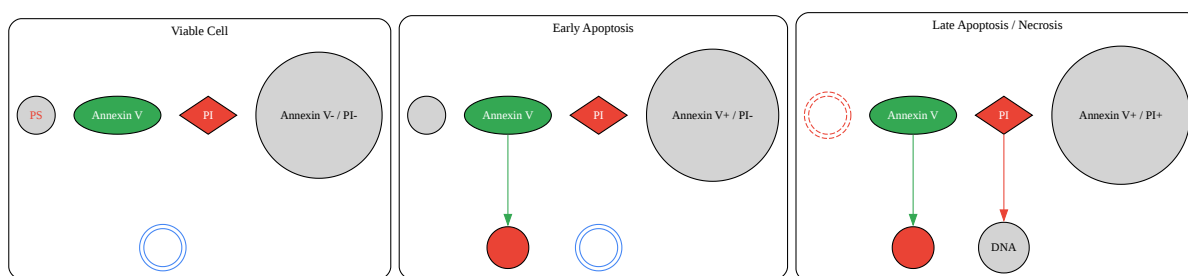 Viable Cell
PS
Annexin V
PI
Annexin V- / PI-
Early Apoptosis
Annexin V
PI
Annexin V+ / PI-
Late Apoptosis / Necrosis
Annexin V
PI
Annexin V+ / PI+
DNA